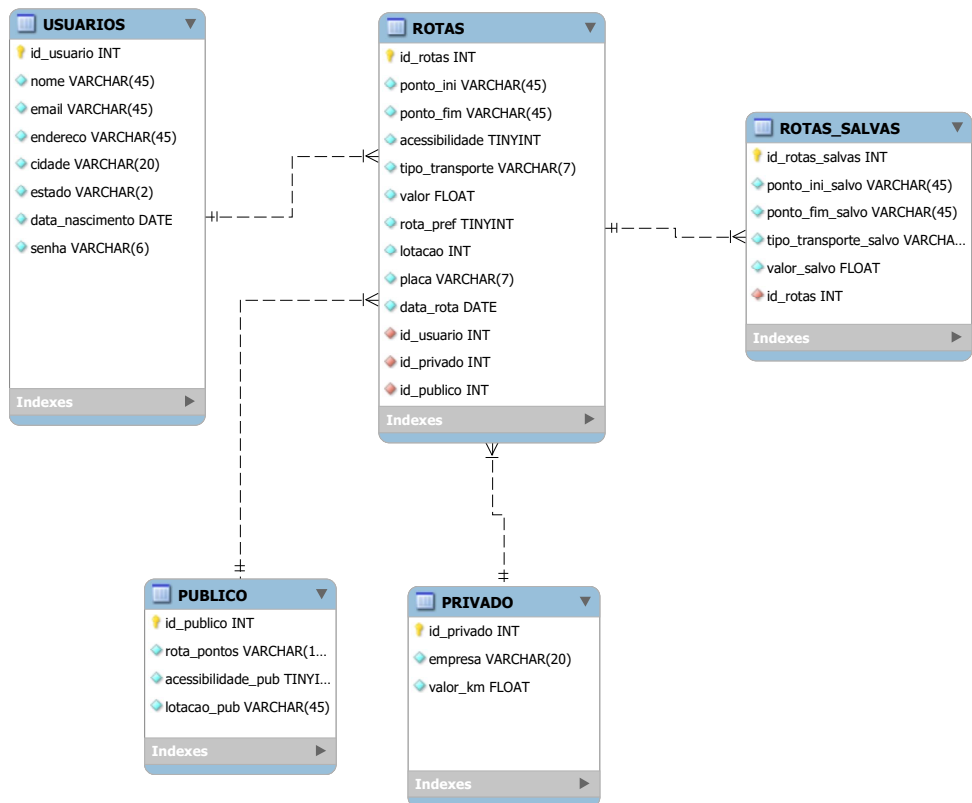 USUARIOS
id_usuario INT
nome VARCHAR(45)
email VARCHAR(45)
endereco VARCHAR(45)
cidade VARCHAR(20)
estado VARCHAR(2)
data_nascimento DATE
senha VARCHAR(6)
Indexes
ROTAS
id_rotas INT
ponto_ini VARCHAR(45)
ponto_fim VARCHAR(45)
acessibilidade TINYINT
tipo_transporte VARCHAR(7)
valor FLOAT
rota_pref TINYINT
lotacao INT
placa VARCHAR(7)
data_rota DATE
id_usuario INT
id_privado INT
id_publico INT
Indexes
ROTAS_SALVAS
id_rotas_salvas INT
ponto_ini_salvo VARCHAR(45)
ponto_fim_salvo VARCHAR(45)
tipo_transporte_salvo VARCHA...
valor_salvo FLOAT
id_rotas INT
Indexes
PUBLICO
id_publico INT
rota_pontos VARCHAR(1...
acessibilidade_pub TINYI...
lotacao_pub VARCHAR(45)
Indexes
PRIVADO
id_privado INT
empresa VARCHAR(20)
valor_km FLOAT
Indexes